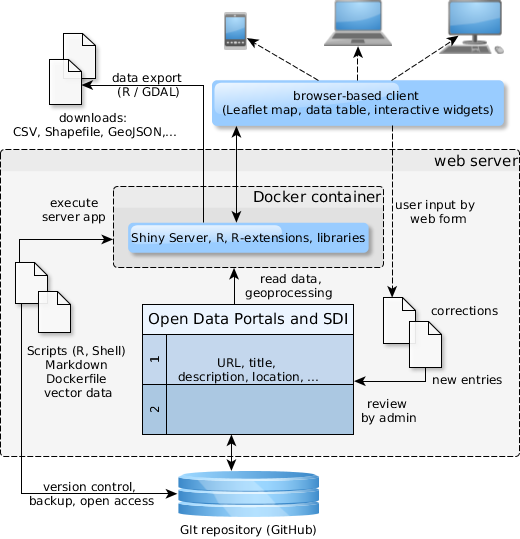 data export
(R / GDAL)
downloads:
CSV, Shapefile, GeoJSON,...
browser-based client
(Leaflet map, data table, interactive widgets)
web server
execute
server app
Docker container
user input by
web form
Shiny Server, R, R-extensions, libraries
read data,
geoprocessing
Open Data Portals and SDI
corrections
1
URL, title,
description, location, ...
Scripts (R, Shell)
Markdown
Dockerfile
vector data
new entries
2
review
by admin
version control,
backup, open access
GIt repository (GitHub)